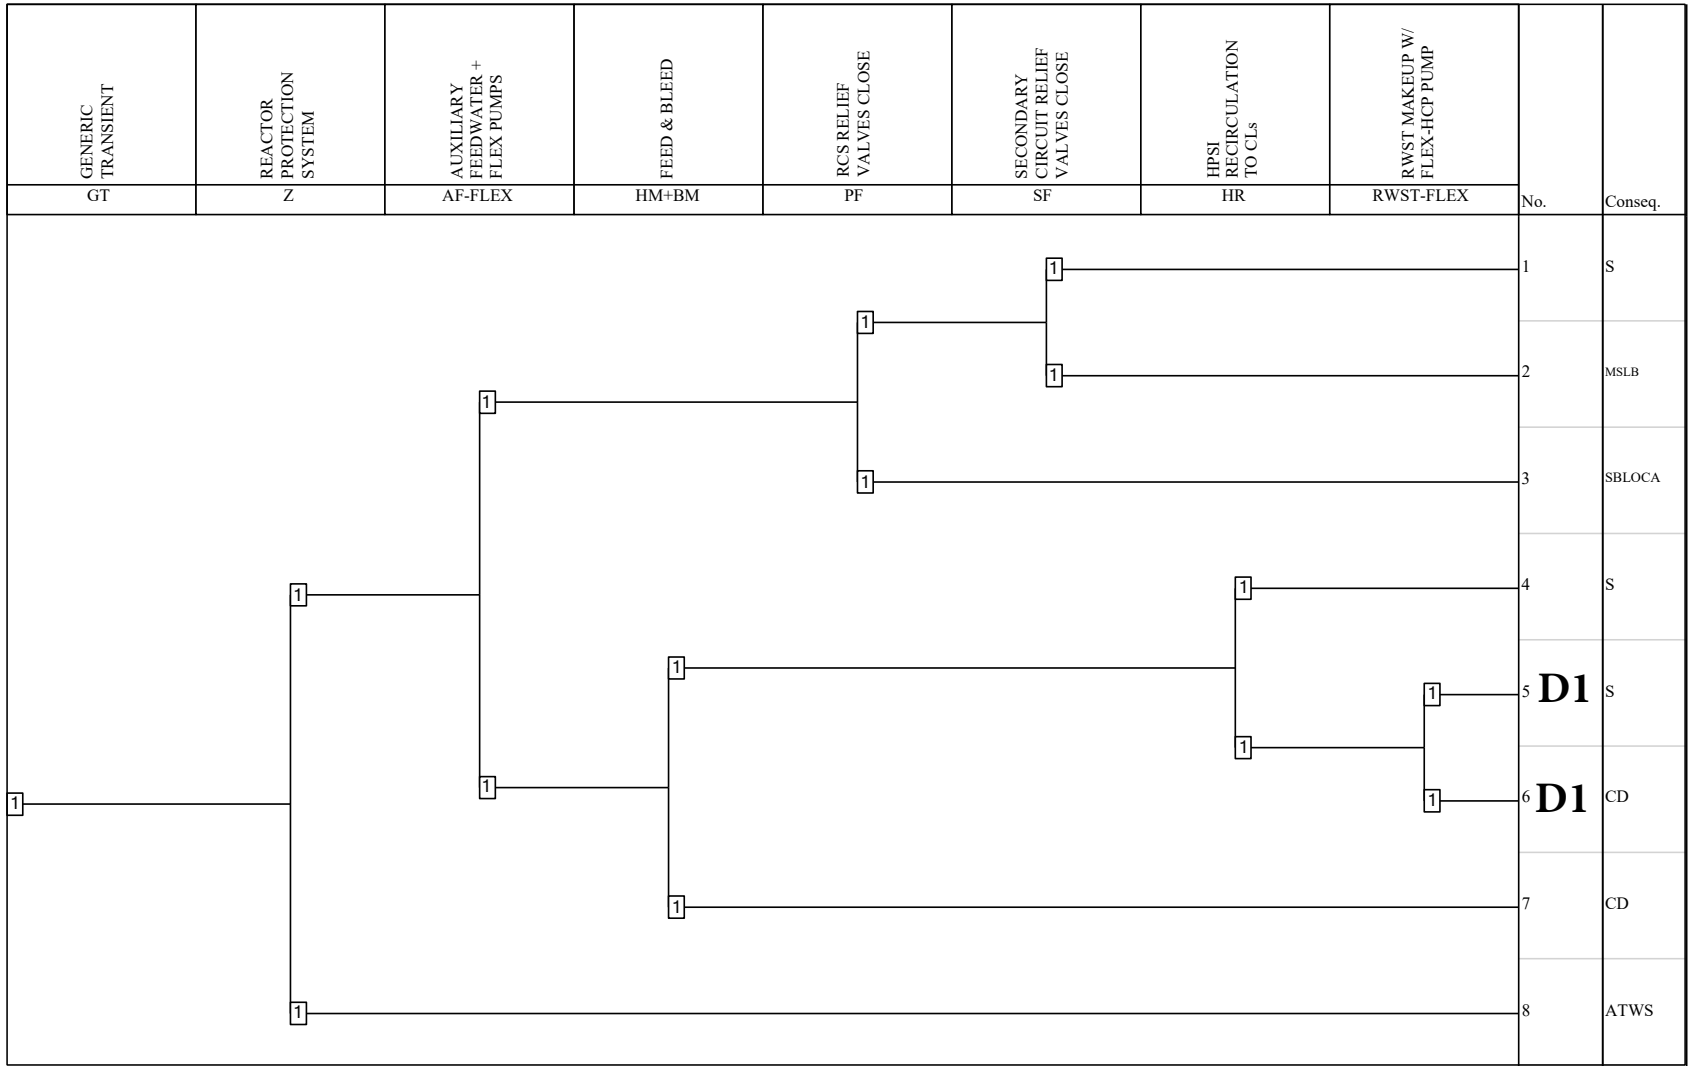 GENERIC
TRANSIENT
REACTOR
PROTECTION
SYSTEM
AUXILIARY
FEEDWATER +
FLEX PUMPS
FEED & BLEED
RCS RELIEF
VALVES CLOSE
SECONDARY
CIRCUIT RELIEF
VALVES CLOSE
HPSI
RECIRCULATION
TO CLs
RWST MAKEUP W/
FLEX-HCP PUMP
GT
Z
AF-FLEX
HM+BM
PF
SF
HR
RWST-FLEX
No.
Conseq.
1
1 S
1
1
2 MSLB
1
1
3 SBLOCA
1
4 S
1
1
1
5 D1 S
1
1
1
6 D1 CD
1
1
7 CD
1
8 ATWS